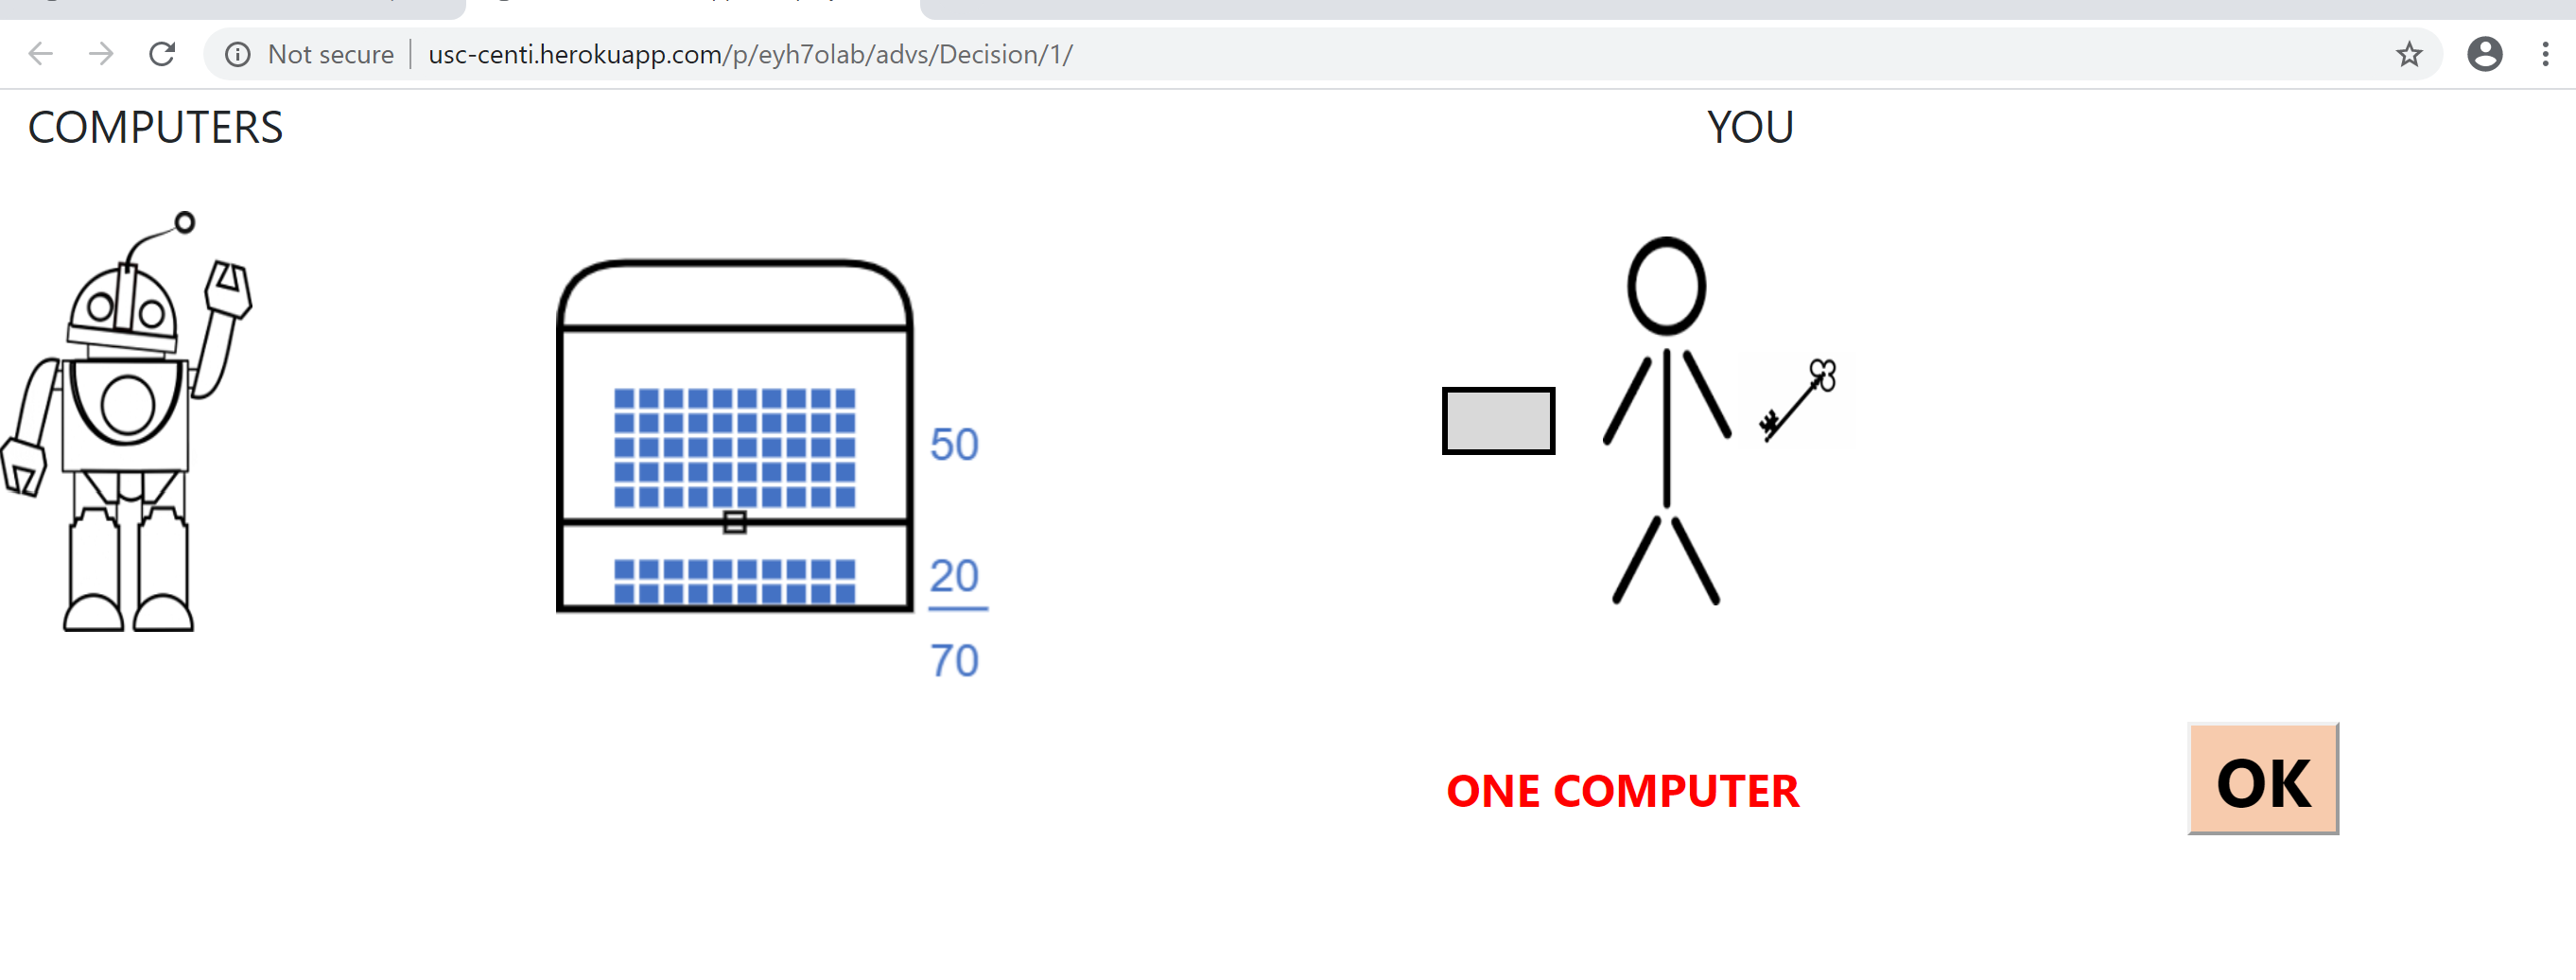 Not secure usc-centi.herokuapp.com/p/eyh7olab/advs/Decision/1/
COMPUTERS
YOU
50
20
70
ONE COMPUTER
OK